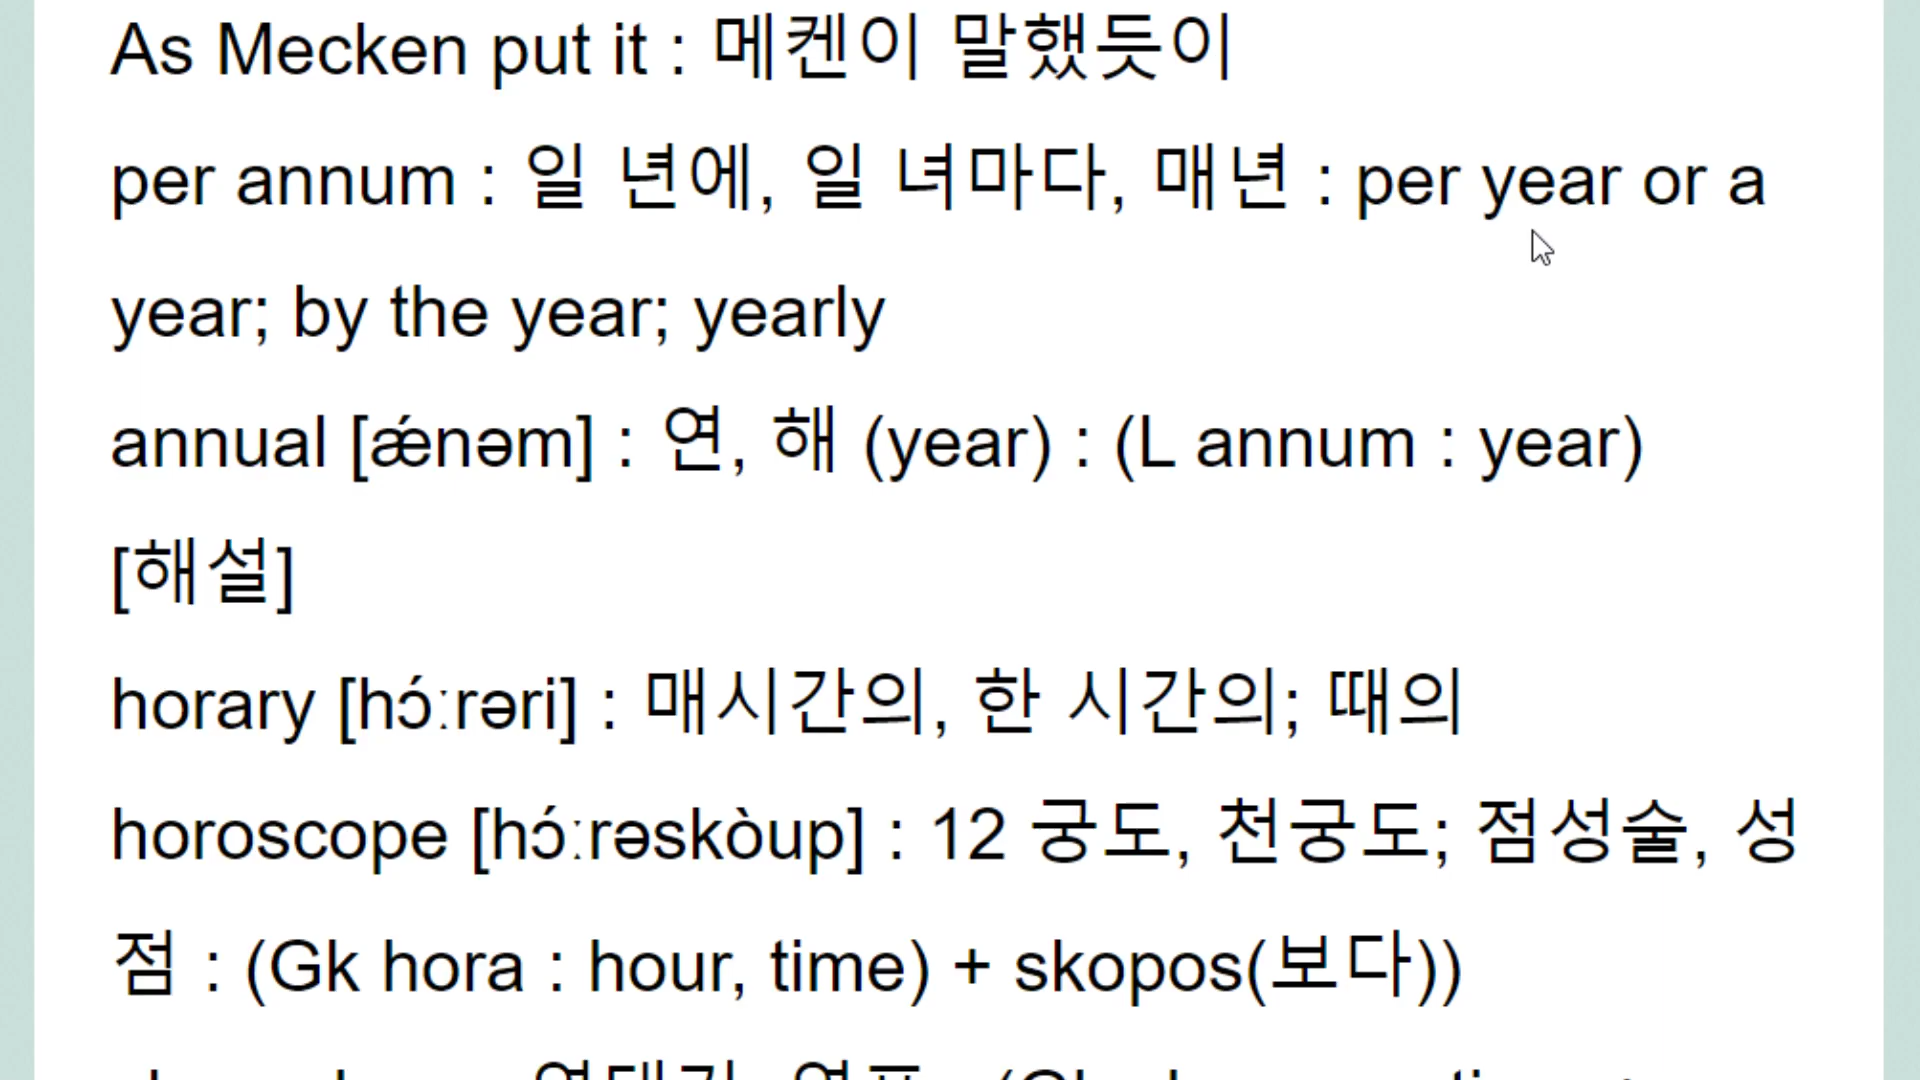 As Mecken put it : 메켄이 말했듯이
per annum : 일 년에, 일 녀마다, 매년 : per year or a
year; by the year; yearly
annual [ǽnəm] : 연, 해 (year) : (L annum : year)
[해설]
horary [hɔ́ːrəri] : 매시간의, 한 시간의; 때의
horoscope [hɔ́ːrəskòup] : 12 궁도, 천궁도; 점성술, 성
점 : (Gk hora : hour, time) + skopos(보다))